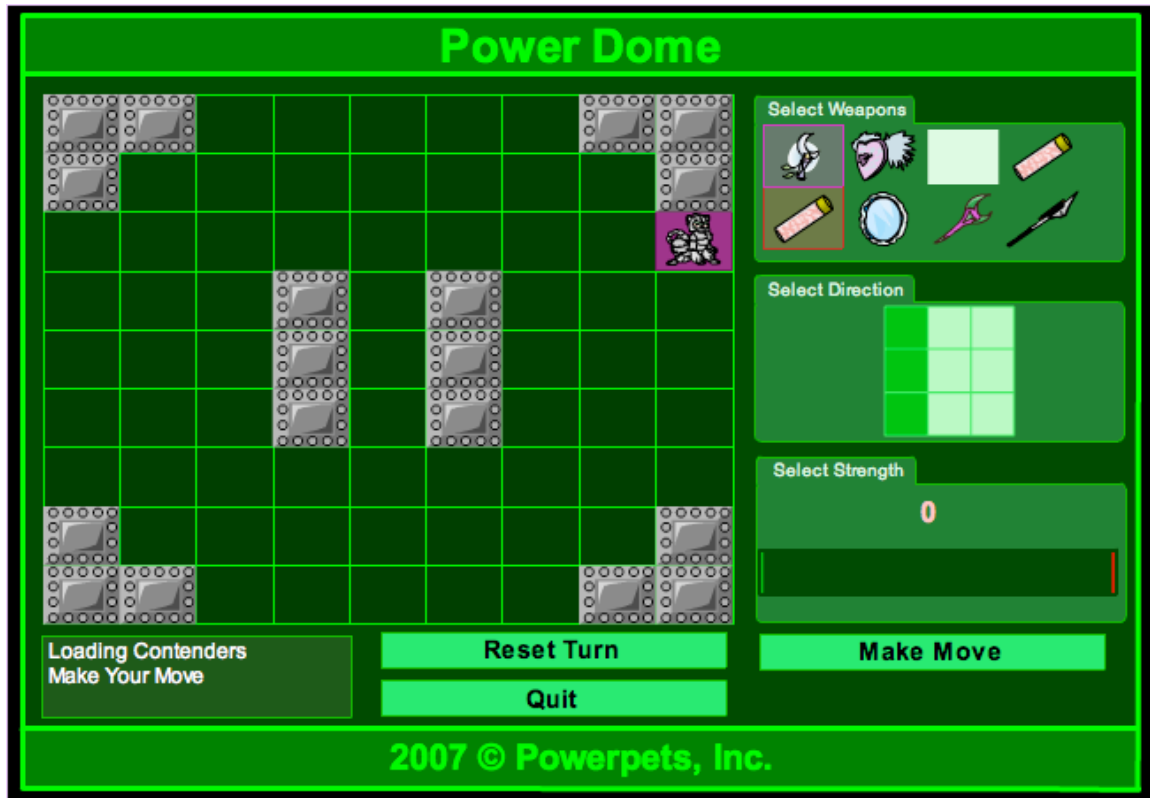 Power Dome
Select Weapons
Select Direction
Select Strength
0
Loading Contenders
Make Your Move
Reset Turn
Quit
Make Move
2007 © Powerpets, Inc.